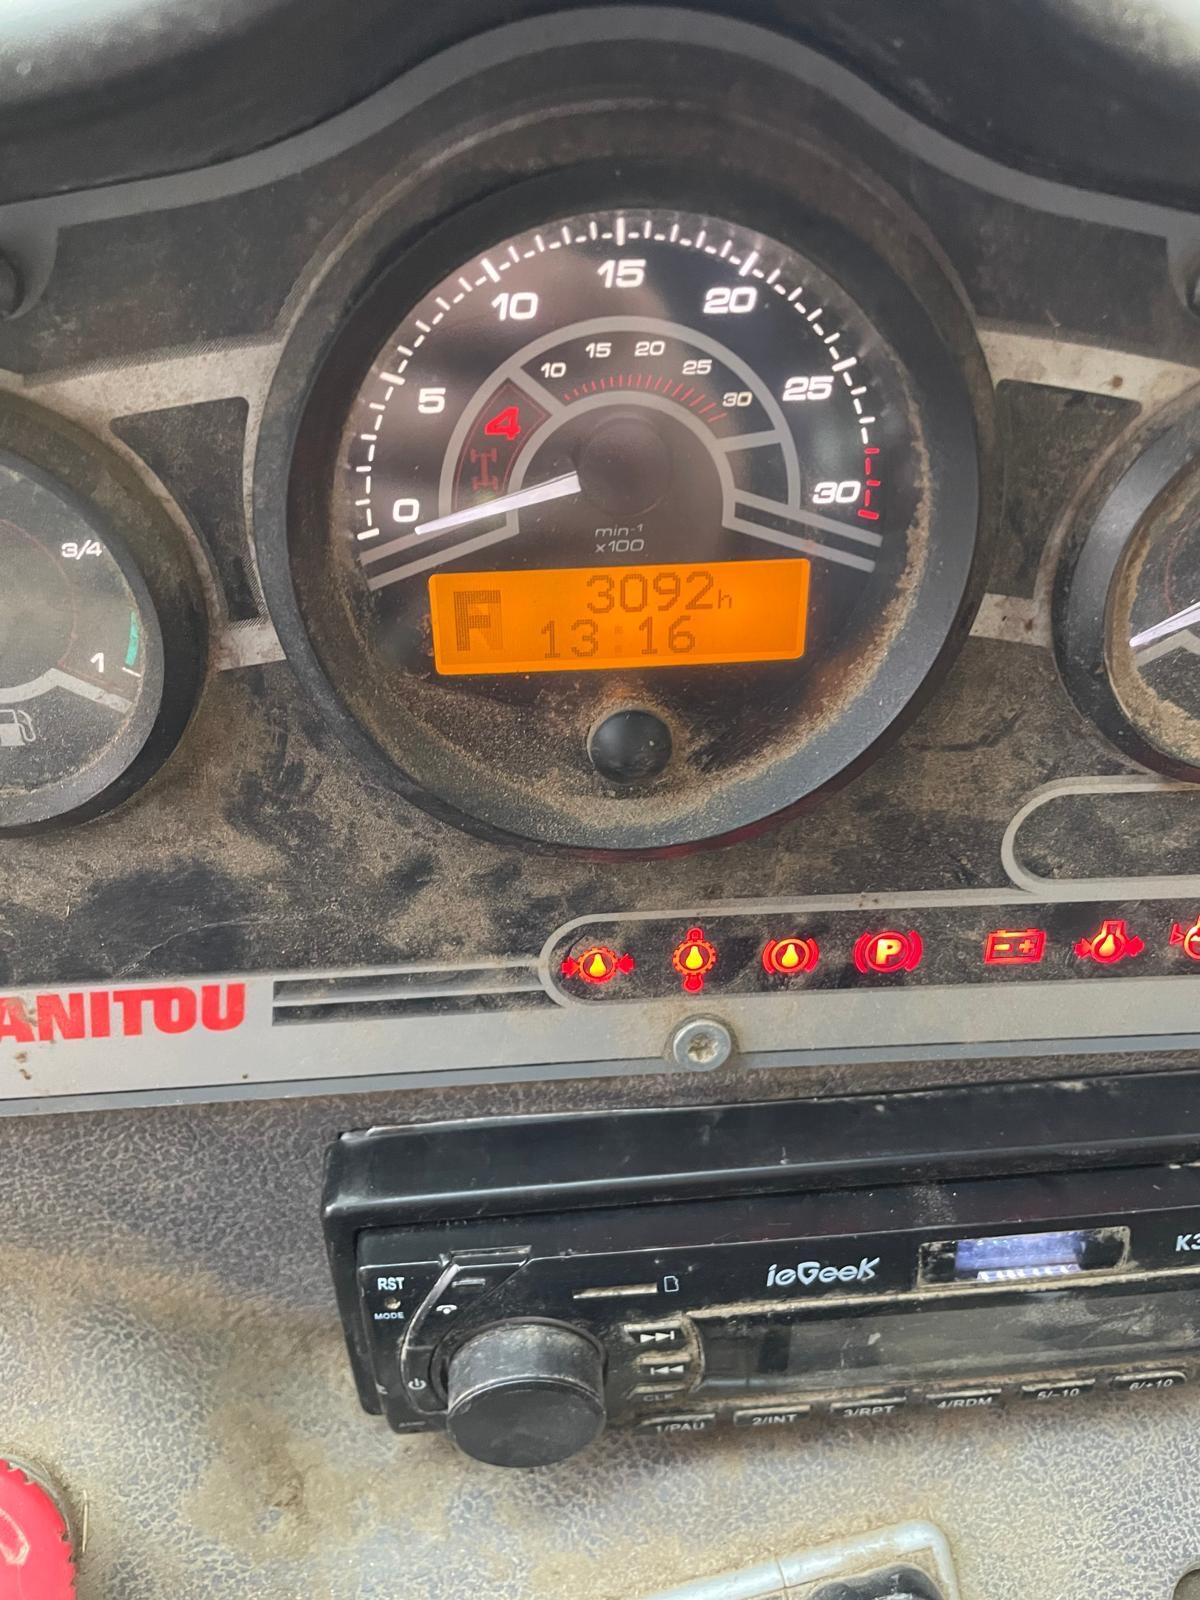 15
10
20
5
25
0
30
10 15 20 25 30
4
min-1
x100
F 3092h
13:16
3/4
1
P
ANITOU
RST
MODE
ieGeek
K3
CLK
1/PAU 2/INT 3/RPT 4/RDM 5/-10 6/+10